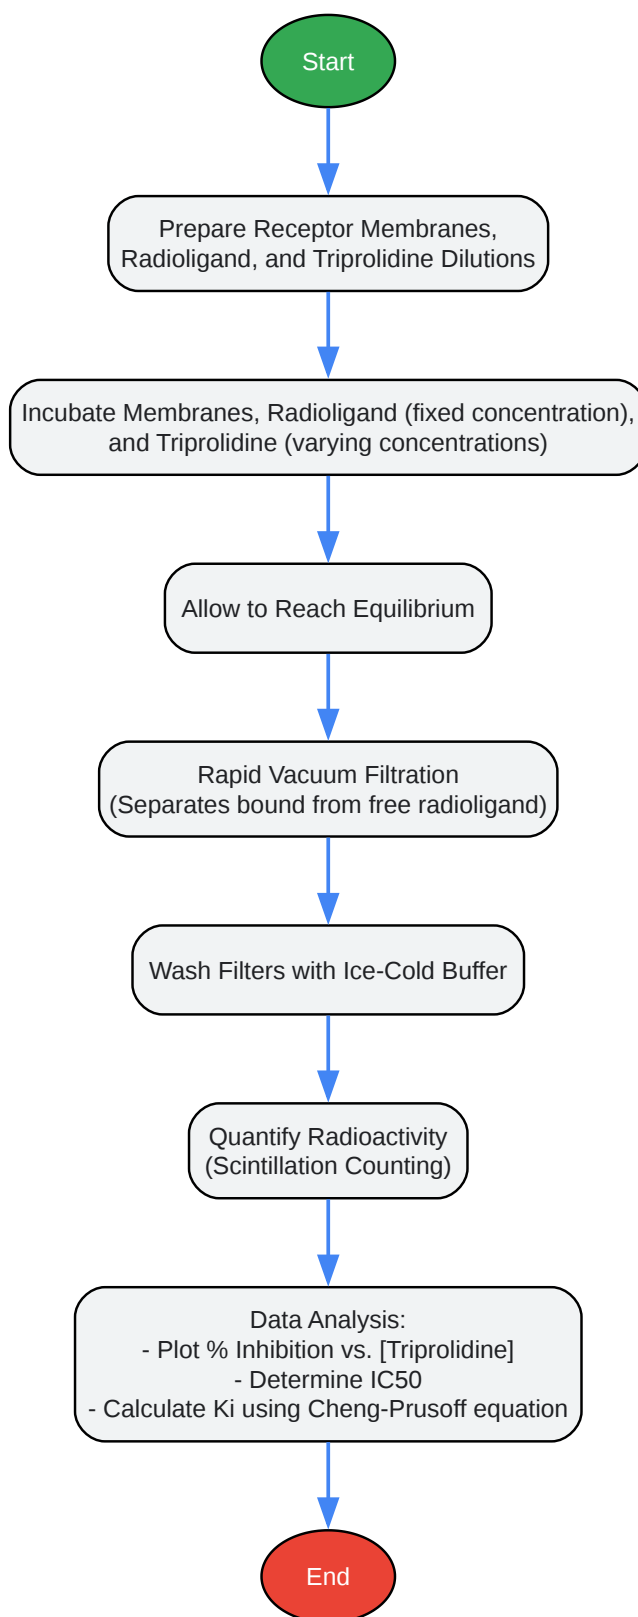 Start
Prepare Receptor Membranes,
Radioligand, and Triprolidine Dilutions
Incubate Membranes, Radioligand (fixed concentration),
and Triprolidine (varying concentrations)
Allow to Reach Equilibrium
Rapid Vacuum Filtration
(Separates bound from free radioligand)
Wash Filters with Ice-Cold Buffer
Quantify Radioactivity
(Scintillation Counting)
Data Analysis:
- Plot % Inhibition vs. [Triprolidine]
- Determine IC50
- Calculate Ki using Cheng-Prusoff equation
End